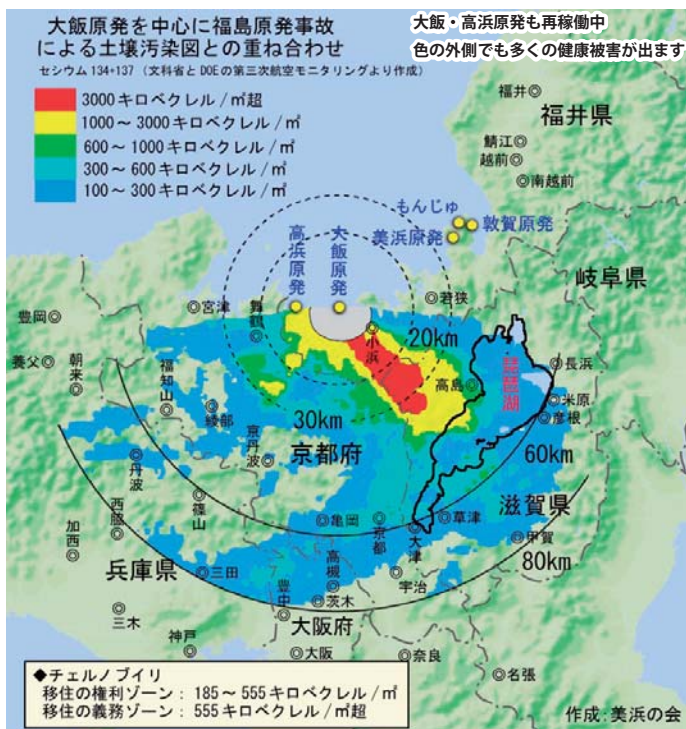 大飯原発を中心に福島原発事故
による土壌汚染図との重ね合わせ
セシウム134+137 (文科省とDOEの第三次航空モニタリングより作成)
大飯・高浜原発も再稼働中
色の外側でも多くの健康被害が出ます
3000キロベクレル/㎡超
1000〜3000キロベクレル/㎡
600〜1000キロベクレル/㎡
300〜600キロベクレル/㎡
100〜300キロベクレル/㎡
福井
福井県
鯖江
越前
南越前
もんじゅ
敦賀原発
美浜原発
高浜原発
大飯原発
岐阜県
宮津
舞鶴
若狭
豊岡
小浜
20km
養父
朝来
福知山
高島
琵琶湖
長浜
米原
彦根
綾部
30km
京丹波
京都府
60km
丹波
滋賀県
篠山
西脇
亀岡
京都
大津
草津
甲賀
80km
加西
兵庫県
三田
高槻
豊中
茨木
宇治
三木
神戸
大阪府
大阪
奈良
名張
◆チェルノブイリ
移住の権利ゾーン：185〜555キロベクレル/㎡
移住の義務ゾーン：555キロベクレル/㎡超
作成:美浜の会